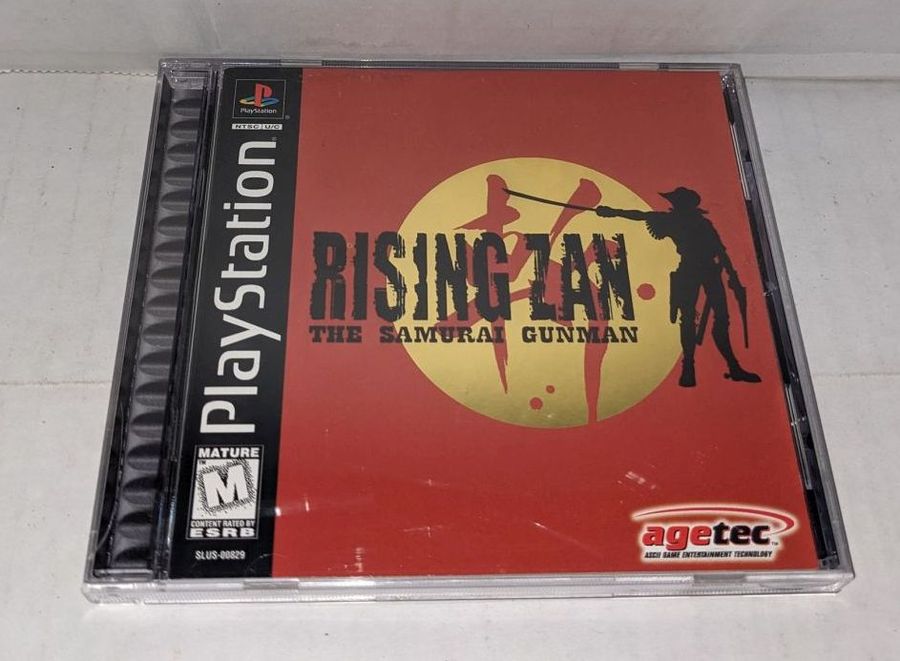 PlayStation
NTSC U/C
PlayStation
RISING ZAN
THE SAMURAI GUNMAN
斬
MATURE
M
CONTENT RATED BY
ESRB
SLUS-00829
agetec
ASCII GAME ENTERTAINMENT TECHNOLOGY